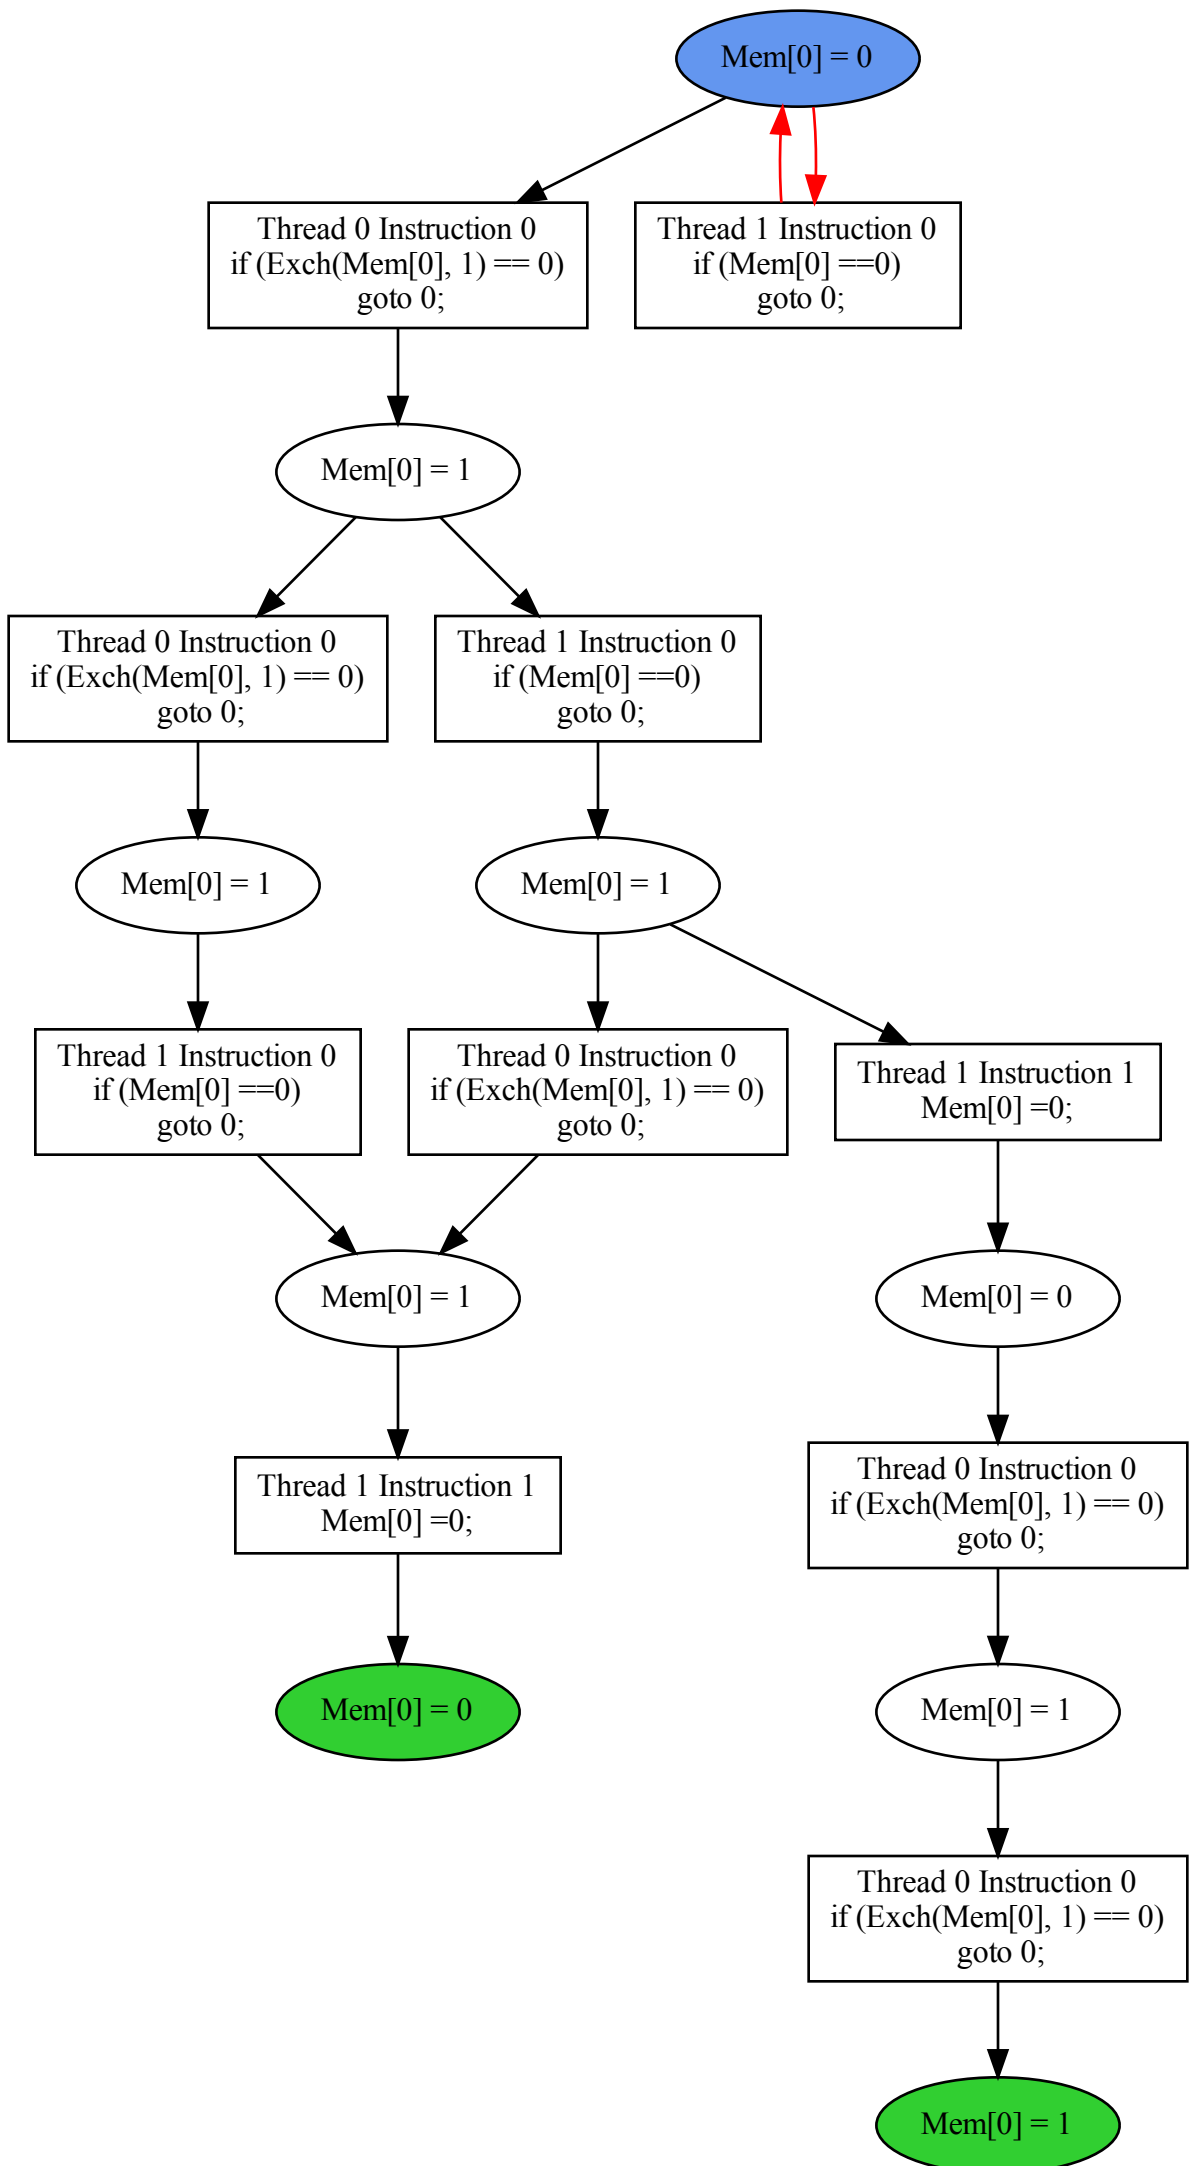 Mem[0] = 0
Thread 0 Instruction 0
if (Exch(Mem[0], 1) == 0)
goto 0;
Thread 1 Instruction 0
if (Mem[0] ==0)
goto 0;
Mem[0] = 1
Thread 0 Instruction 0
if (Exch(Mem[0], 1) == 0)
goto 0;
Thread 1 Instruction 0
if (Mem[0] ==0)
goto 0;
Mem[0] = 1
Mem[0] = 1
Thread 1 Instruction 0
if (Mem[0] ==0)
goto 0;
Thread 0 Instruction 0
if (Exch(Mem[0], 1) == 0)
goto 0;
Thread 1 Instruction 1
Mem[0] =0;
Mem[0] = 1
Mem[0] = 0
Thread 1 Instruction 1
Mem[0] =0;
Thread 0 Instruction 0
if (Exch(Mem[0], 1) == 0)
goto 0;
Mem[0] = 0
Mem[0] = 1
Thread 0 Instruction 0
if (Exch(Mem[0], 1) == 0)
goto 0;
Mem[0] = 1